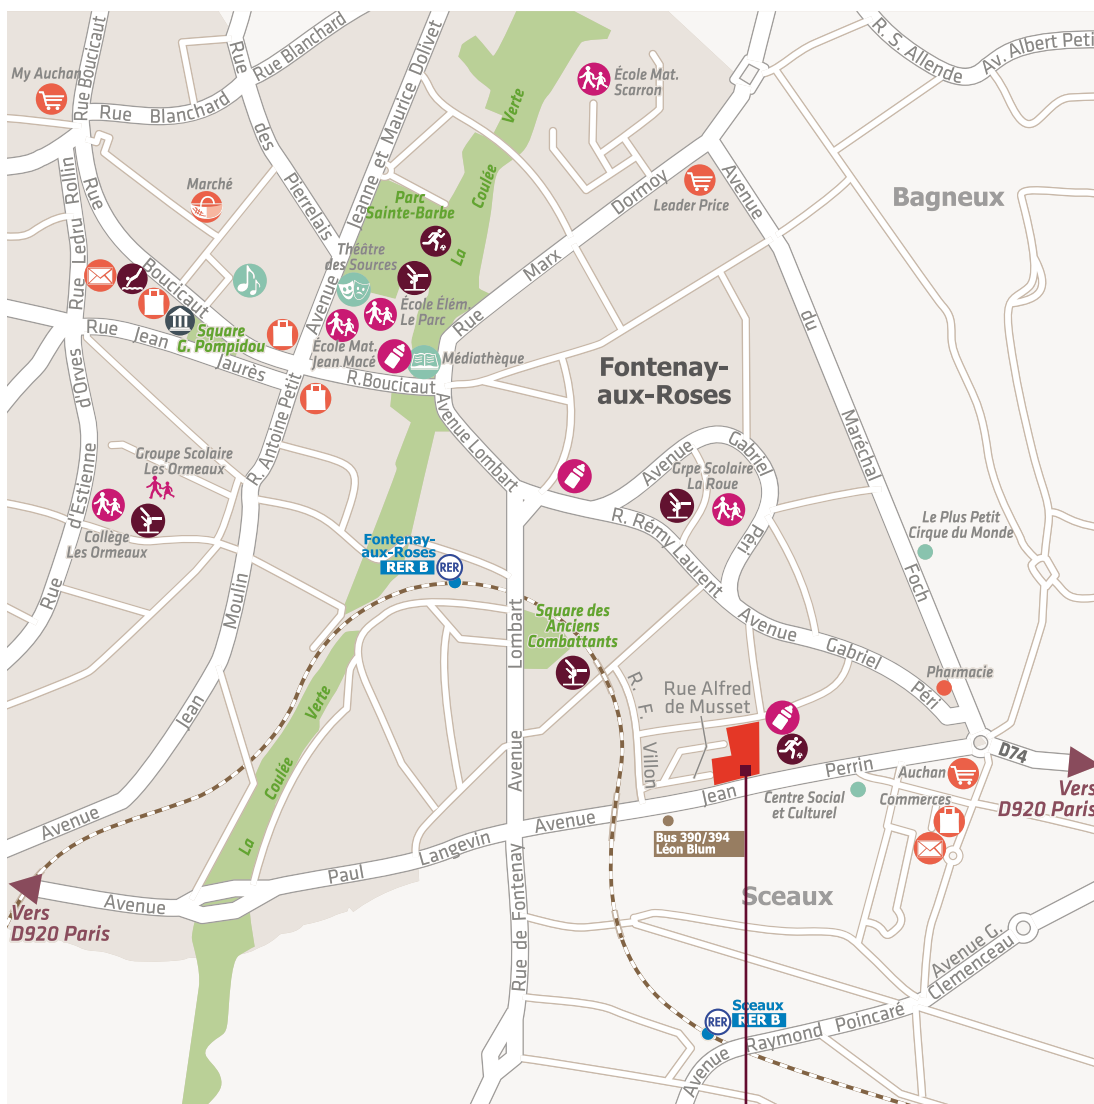 My Auchan
Rue Boucicaut
Rue Blanchard
Rue
des
Pierrelais
Rue Blanchard
Jeanne et Maurice Dolivet
Avenue
École Mat.
Scarron
R. S. Allende
Av. Albert Peti
Bagneux
Marché
Rue Ledru Rollin
Rue
Boucicaut
Parc
Sainte-Barbe
La
Coulée
Verte
Théâtre
des Sources
École Élém.
Le Parc
École Mat.
Jean Macé
Médiathèque
Rue
Marx
Dormoy
Leader Price
Avenue
du
Maréchal
Foch
Rue Jean
Jaurès
Square
G. Pompidou
R.Boucicaut
Fontenay-
aux-Roses
Rue
d'Estienne
d'Orves
R. Antoine Petit
Avenue Lombart
Groupe Scolaire
Les Ormeaux
Collège
Les Ormeaux
Avenue
Gabriel
Péri
Grpe Scolaire
La Roue
R. Rémy Laurent
Le Plus Petit
Cirque du Monde
Fontenay-
aux-Roses
RER B
RER
Square des
Anciens
Combattants
Avenue
Lombart
Avenue
Jean
Moulin
Avenue
Gabriel
Péri
Pharmacie
R. F. Villon
Rue Alfred
de Musset
La
Coulée
Verte
D74
Vers
D920 Paris
Jean
Perrin
Auchan
Commerces
Centre Social
et Culturel
Bus 390/394
Léon Blum
Avenue
Paul
Langevin
Avenue
Vers
D920 Paris
Rue de Fontenay
Sceaux
Avenue G.
Clemenceau
Sceaux
RER B
RER
Avenue
Raymond Poincaré